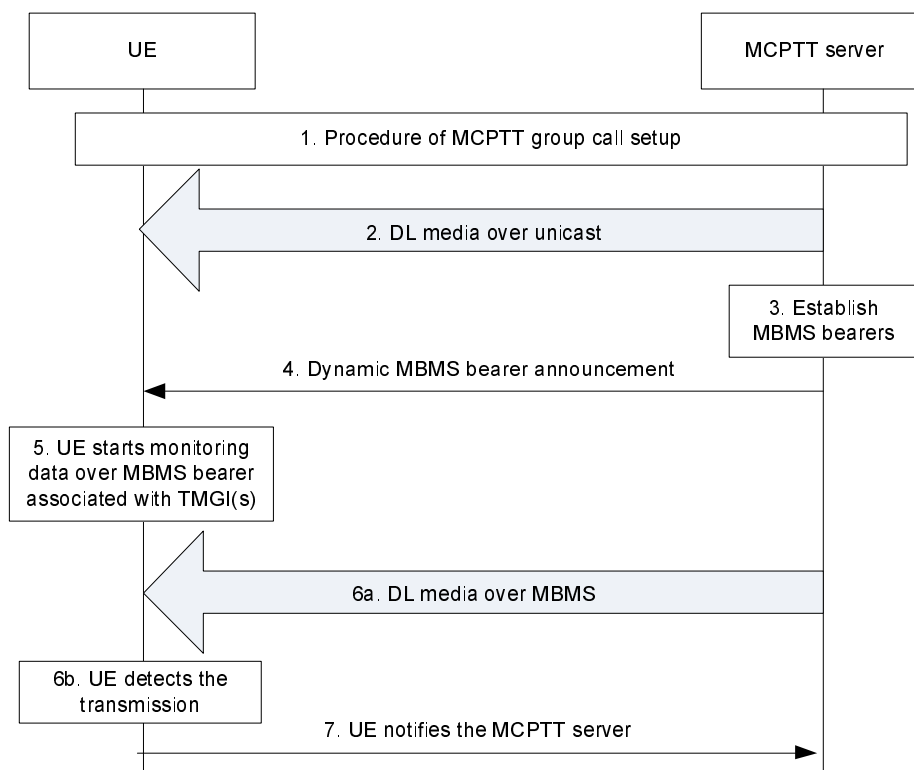 UE
MCPTT server
1. Procedure of MCPTT group call setup
2. DL media over unicast
3. Establish
MBMS bearers
4. Dynamic MBMS bearer announcement
5. UE starts monitoring
data over MBMS bearer
associated with TMGI(s)
6a. DL media over MBMS
6b. UE detects the
transmission
7. UE notifies the MCPTT server